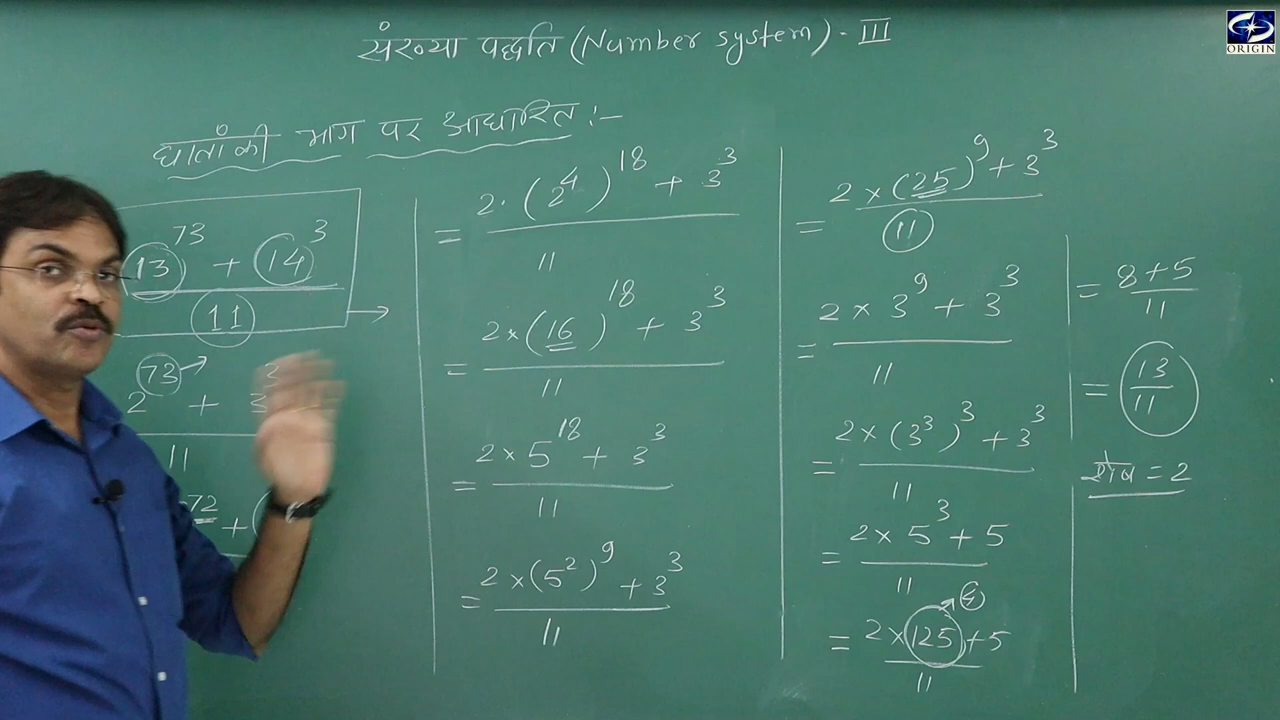 संख्या पद्धति (Number system) - III
ORIGIN
घातांकी भाग पर आधारित :-
13^73 + 14^3
11
2^73 + 3
11
72 + (
= 2·(2^4)^18 + 3^3
11
= 2×(16)^18 + 3^3
11
= 2×5^18 + 3^3
11
= 2×(5^2)^9 + 3^3
11
= 2×(25)^9 + 3^3
11
= 2×3^9 + 3^3
11
= 2×(3^3)^3 + 3^3
11
= 2×5^3 + 5
11
= 2×125 + 5
11
= 8+5
11
= 13
11
शेष = 2